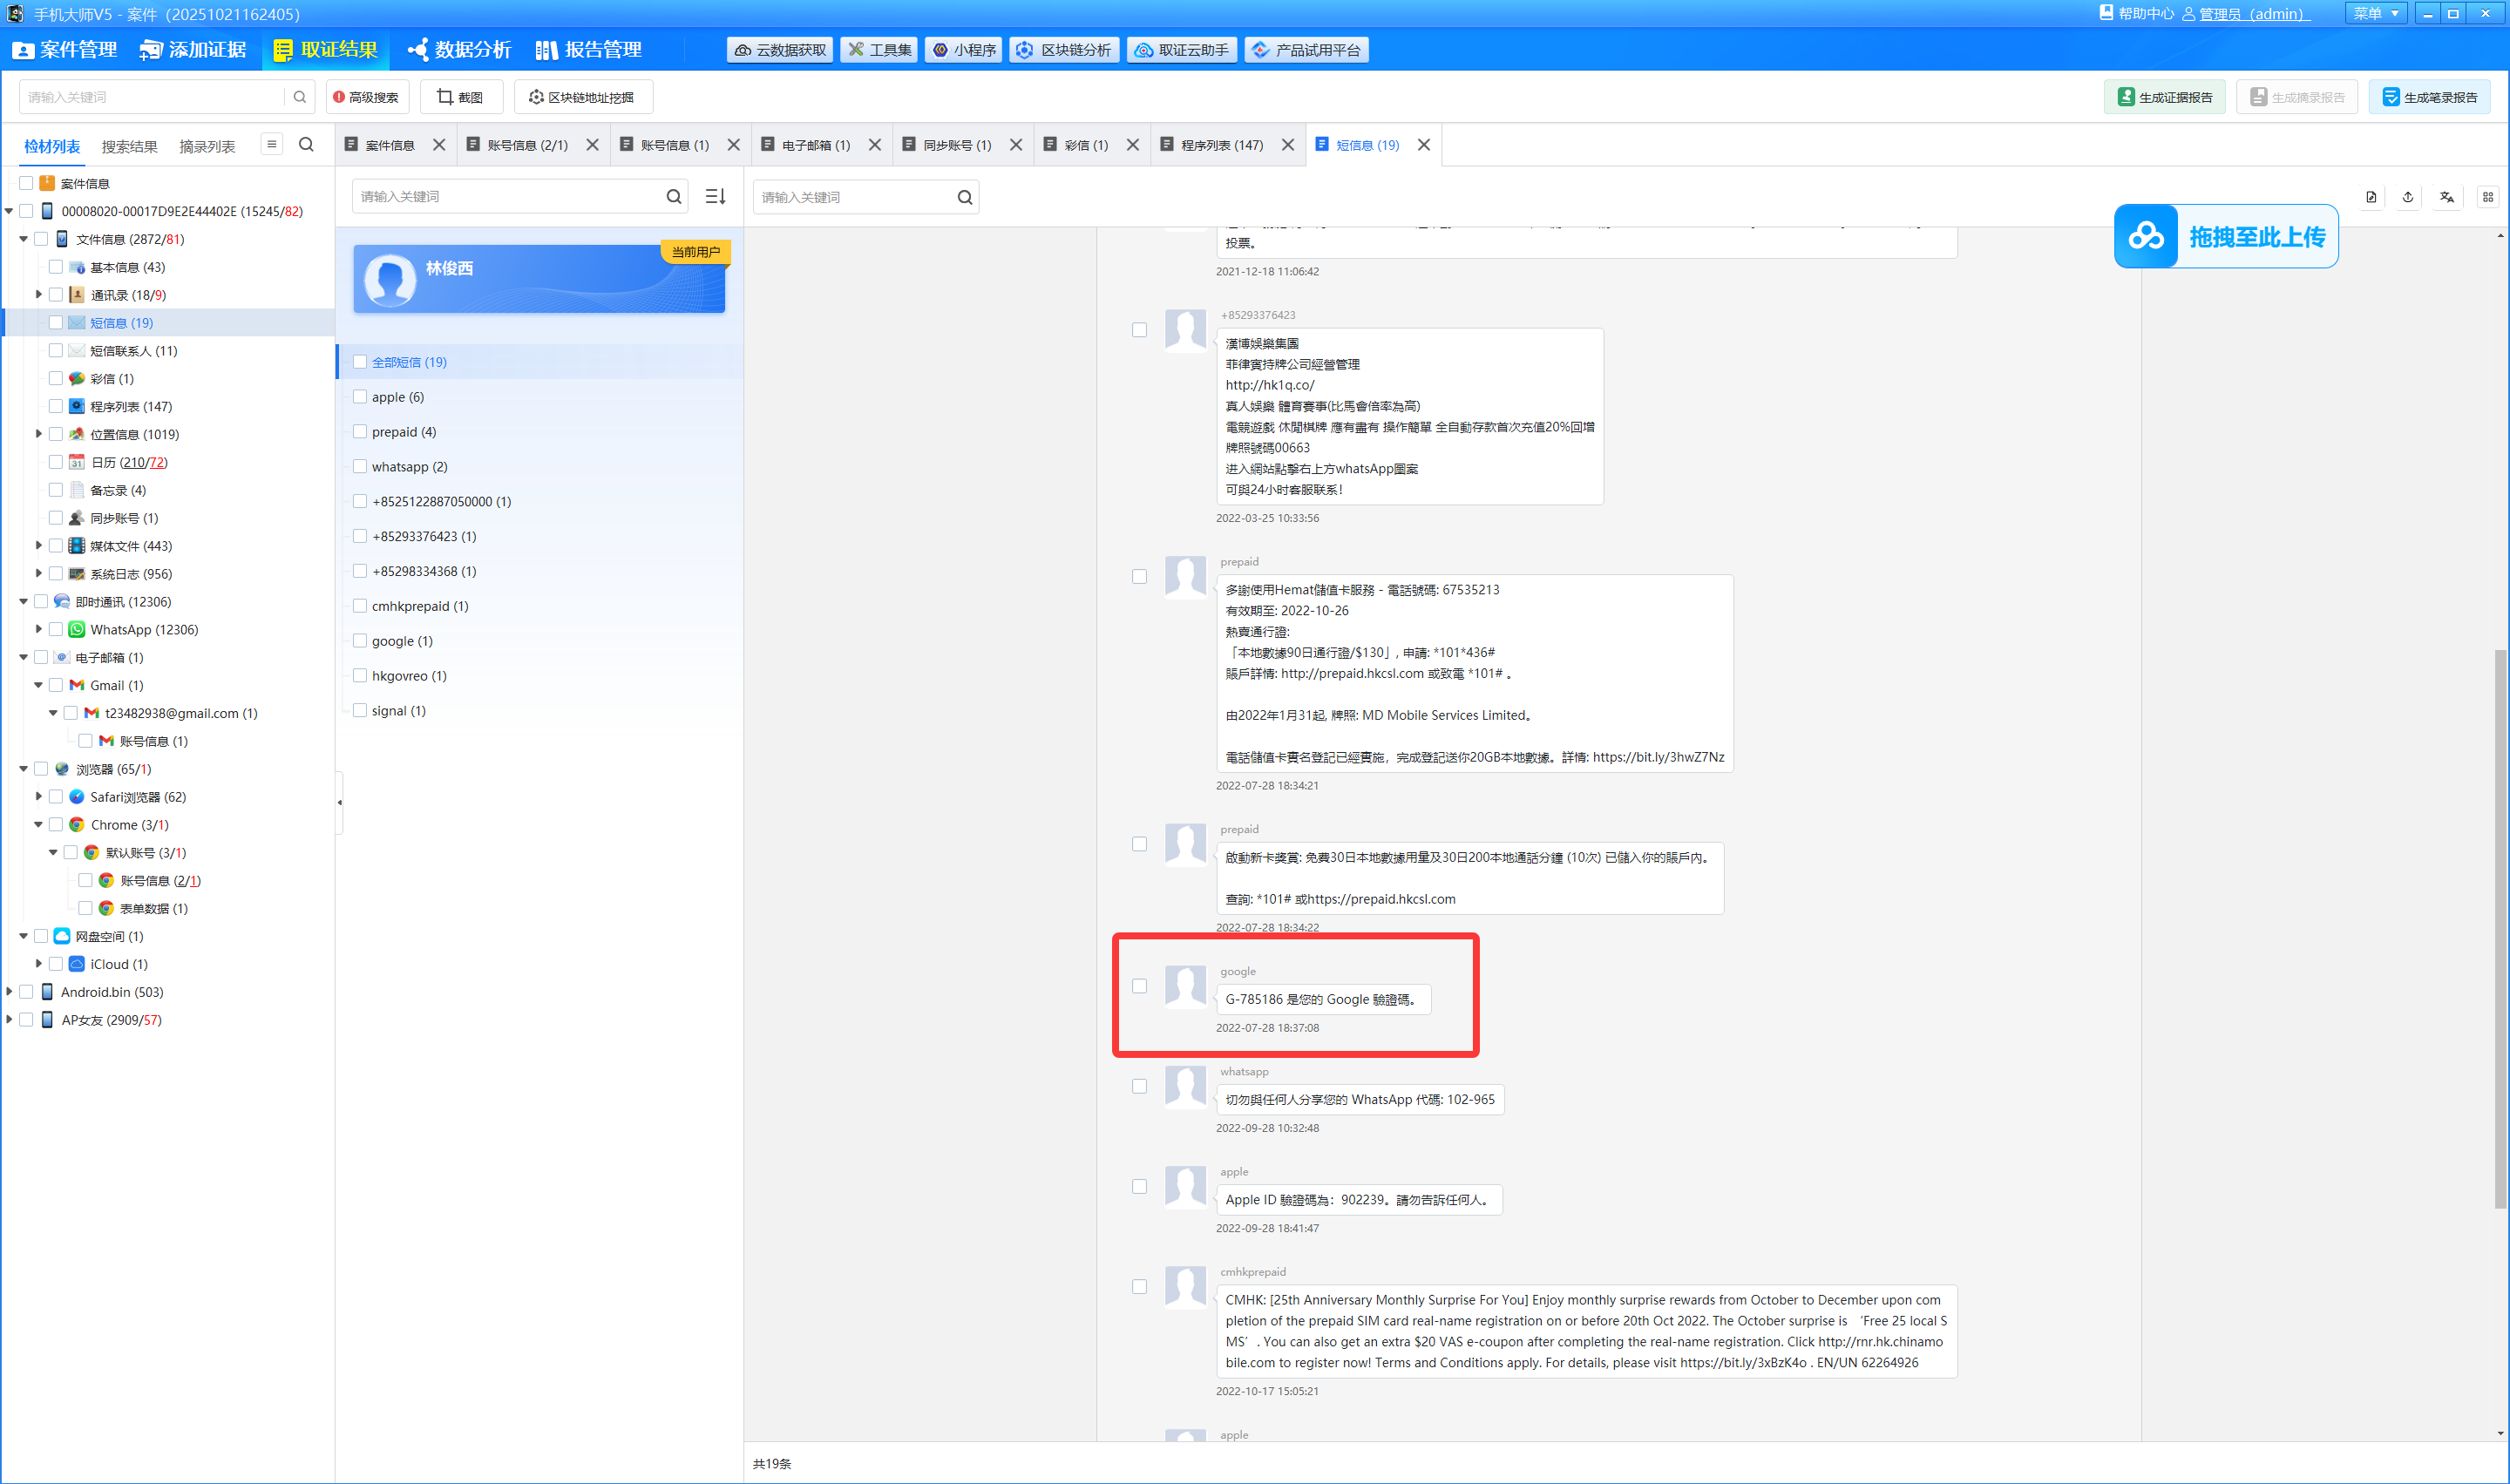 手机大师V5 - 案件（20251021162405）
帮助中心 管理员（admin） 菜单
案件管理 添加证据 取证结果 数据分析 报告管理 云数据获取 工具集 小程序 区块链分析 取证云助手 产品试用平台
请输入关键词 高级搜索 截图 区块链地址挖掘 生成证据报告 生成摘录报告 生成笔录报告
检材列表 搜索结果 摘录列表
案件信息 账号信息 (2/1) 账号信息 (1) 电子邮箱 (1) 同步账号 (1) 彩信 (1) 程序列表 (147) 短信息 (19)
案件信息
00008020-00017D9E2E44402E (15245/82)
文件信息 (2872/81)
基本信息 (43)
通讯录 (18/9)
短信息 (19)
短信联系人 (11)
彩信 (1)
程序列表 (147)
位置信息 (1019)
日历 (210/72)
31
备忘录 (4)
同步账号 (1)
媒体文件 (443)
系统日志 (956)
即时通讯 (12306)
WhatsApp (12306)
电子邮箱 (1)
Gmail (1)
t23482938@gmail.com (1)
账号信息 (1)
浏览器 (65/1)
Safari浏览器 (62)
Chrome (3/1)
默认账号 (3/1)
账号信息 (2/1)
表单数据 (1)
网盘空间 (1)
iCloud (1)
Android.bin (503)
AP女友 (2909/57)
请输入关键词
当前用户
林俊西
全部短信 (19)
apple (6)
prepaid (4)
whatsapp (2)
+8525122887050000 (1)
+85293376423 (1)
+85298334368 (1)
cmhkprepaid (1)
google (1)
hkgovreo (1)
signal (1)
请输入关键词
拖拽至此上传
投票。
2021-12-18 11:06:42
+85293376423
漢博娛樂集團
菲律賓持牌公司經營管理
http://hk1q.co/
真人娛樂 體育賽事(比馬會倍率為高)
電競遊戲 休閒棋牌 應有盡有 操作簡單 全自動存款首次充值20%回增
牌照號碼00663
进入網站點擊右上方whatsApp圖案
可與24小时客服联系！
2022-03-25 10:33:56
prepaid
多謝使用Hemat儲值卡服務 - 電話號碼: 67535213
有效期至: 2022-10-26
熱賣通行證:
「本地數據90日通行證/$130」, 申請: *101*436#
賬戶詳情: http://prepaid.hkcsl.com 或致電 *101# 。
由2022年1月31起, 牌照: MD Mobile Services Limited。
電話儲值卡實名登記已經實施，完成登記送你20GB本地數據。詳情: https://bit.ly/3hwZ7Nz
2022-07-28 18:34:21
prepaid
啟動新卡獎賞: 免費30日本地數據用量及30日200本地通話分鐘 (10次) 已儲入你的賬戶內。
查詢: *101# 或https://prepaid.hkcsl.com
2022-07-28 18:34:22
google
G-785186 是您的 Google 驗證碼。
2022-07-28 18:37:08
whatsapp
切勿與任何人分享您的 WhatsApp 代碼: 102-965
2022-09-28 10:32:48
apple
Apple ID 驗證碼為：902239。請勿告訴任何人。
2022-09-28 18:41:47
cmhkprepaid
CMHK: [25th Anniversary Monthly Surprise For You] Enjoy monthly surprise rewards from October to December upon com
pletion of the prepaid SIM card real-name registration on or before 20th Oct 2022. The October surprise is ‘Free 25 local S
MS’. You can also get an extra $20 VAS e-coupon after completing the real-name registration. Click http://rnr.hk.chinamo
bile.com to register now! Terms and Conditions apply. For details, please visit https://bit.ly/3xBzK4o . EN/UN 62264926
2022-10-17 15:05:21
apple
共19条